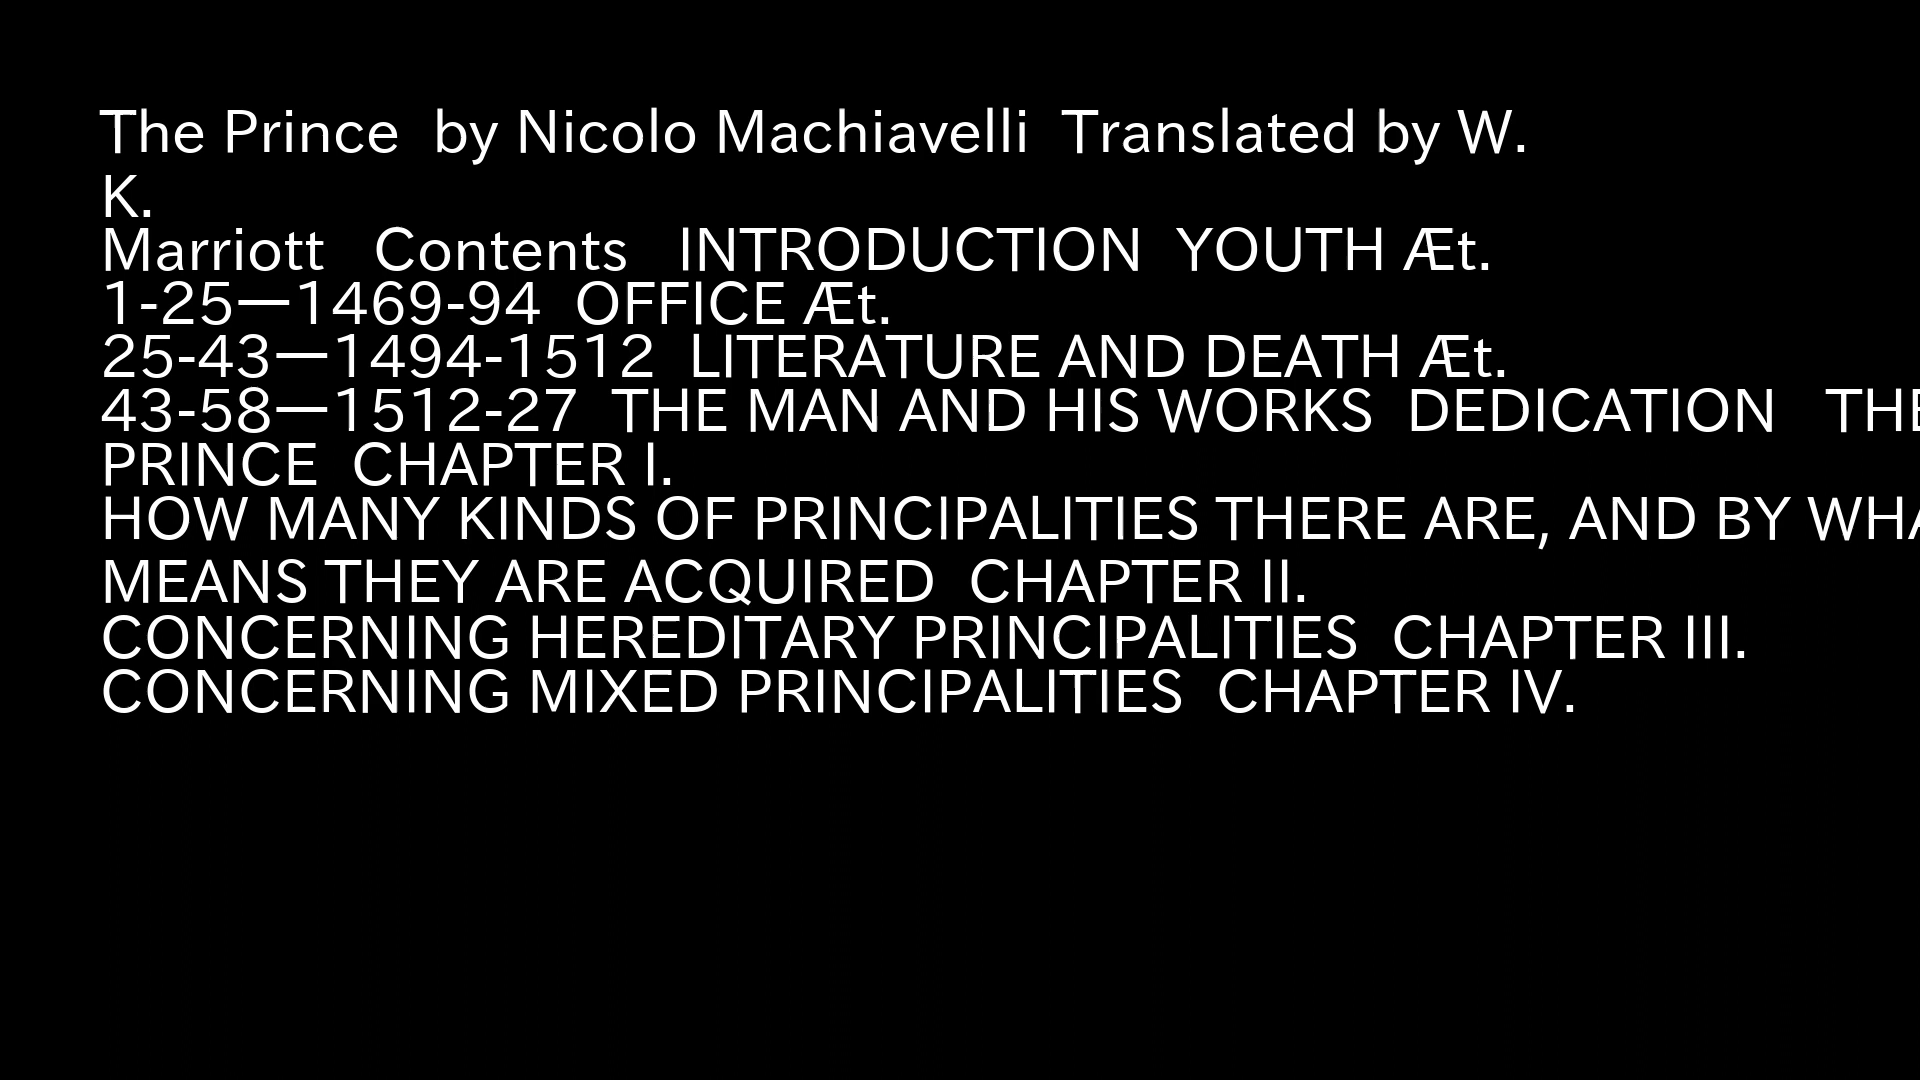 The Prince  by Nicolo Machiavelli  Translated by W.
K.
Marriott   Contents   INTRODUCTION  YOUTH Æt.
1-25—1469-94  OFFICE Æt.
25-43—1494-1512  LITERATURE AND DEATH Æt.
43-58—1512-27  THE MAN AND HIS WORKS  DEDICATION   THE
PRINCE  CHAPTER I.
HOW MANY KINDS OF PRINCIPALITIES THERE ARE, AND BY WHA
MEANS THEY ARE ACQUIRED  CHAPTER II.
CONCERNING HEREDITARY PRINCIPALITIES  CHAPTER III.
CONCERNING MIXED PRINCIPALITIES  CHAPTER IV.